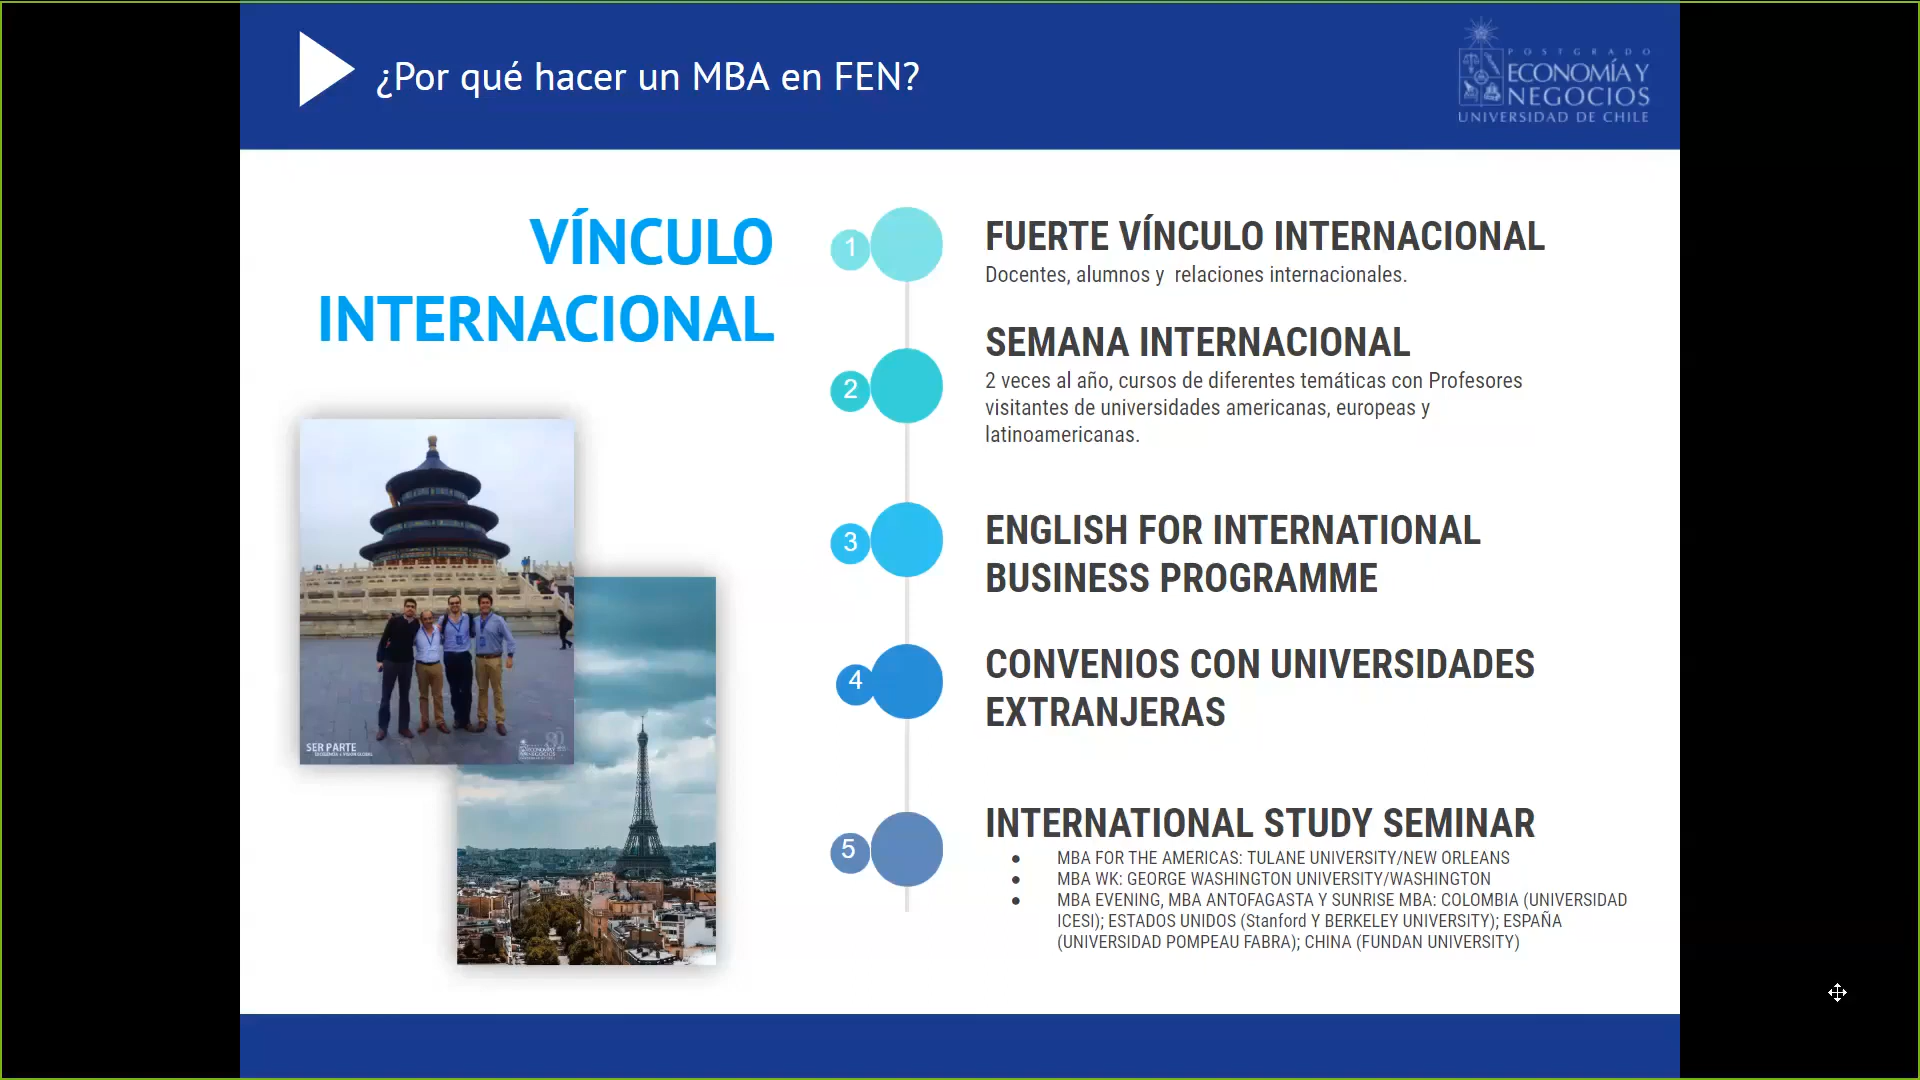 ¿Por qué hacer un MBA en FEN?
POSTGRADO
ECONOMÍA Y
NEGOCIOS
UNIVERSIDAD DE CHILE
VÍNCULO
INTERNACIONAL
1
FUERTE VÍNCULO INTERNACIONAL
Docentes, alumnos y relaciones internacionales.
2
SEMANA INTERNACIONAL
2 veces al año, cursos de diferentes temáticas con Profesores
visitantes de universidades americanas, europeas y
latinoamericanas.
3
ENGLISH FOR INTERNATIONAL
BUSINESS PROGRAMME
4
CONVENIOS CON UNIVERSIDADES
EXTRANJERAS
5
INTERNATIONAL STUDY SEMINAR
● MBA FOR THE AMERICAS: TULANE UNIVERSITY/NEW ORLEANS
● MBA WK: GEORGE WASHINGTON UNIVERSITY/WASHINGTON
● MBA EVENING, MBA ANTOFAGASTA Y SUNRISE MBA: COLOMBIA (UNIVERSIDAD
ICESI); ESTADOS UNIDOS (Stanford Y BERKELEY UNIVERSITY); ESPAÑA
(UNIVERSIDAD POMPEAU FABRA); CHINA (FUNDAN UNIVERSITY)
SER PARTE